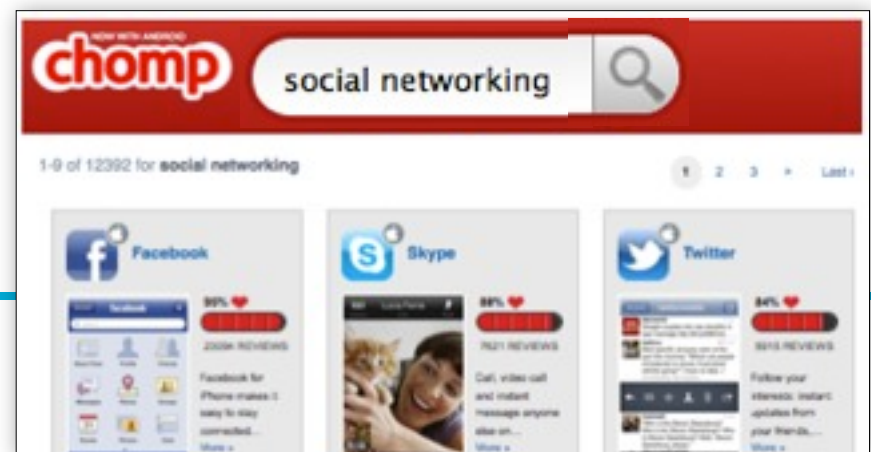 NOW WITH ANDROID
chomp
social networking
1-9 of 12392 for social networking
1 2 3 » Last ›
Facebook
95%
REVIEWS
Facebook for
iPhone makes it
easy to stay
connected...
More »
Skype
88%
7621 REVIEWS
Call, video call
and instant
message anyone
else on...
More »
Twitter
84%
REVIEWS
Follow your
interests: instant
updates from
your friends,...
More »